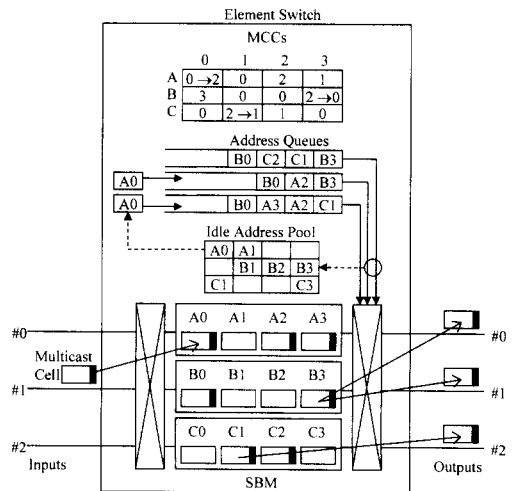 Element Switch
MCCs
0 1 2 3
A 0→2 0 2 1
B 3 0 0 2→0
C 0 2→1 1 0
Address Queues
B0 C2 C1 B3
A0 B0 A2 B3
A0 B0 A3 A2 C1
Idle Address Pool
A0 A1
B1 B2 B3
C1 C3
A0 A1 A2 A3
#0 #0
Multicast
Cell
B0 B1 B2 B3
#1 #1
C0 C1 C2 C3
#2 #2
Inputs Outputs
SBM